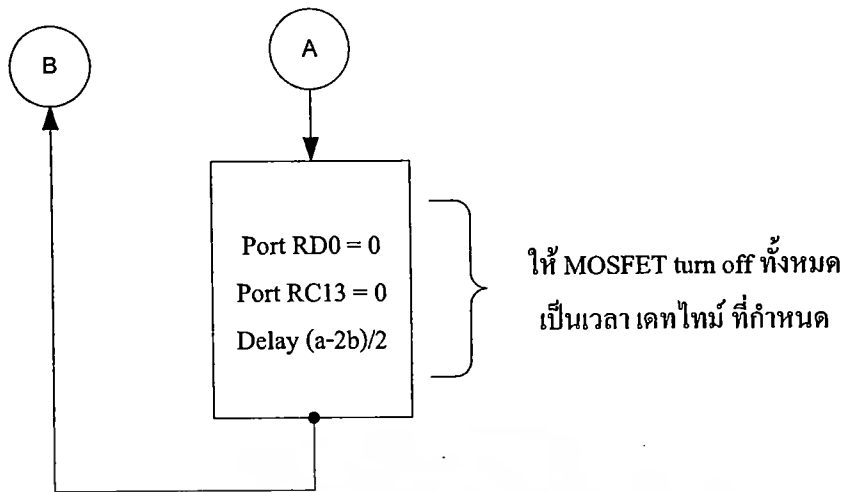 B
A
Port RD0 = 0
Port RC13 = 0
Delay (a-2b)/2
ให้ MOSFET turn off ทั้งหมด
เป็นเวลา เดทไทม์ ที่กำหนด